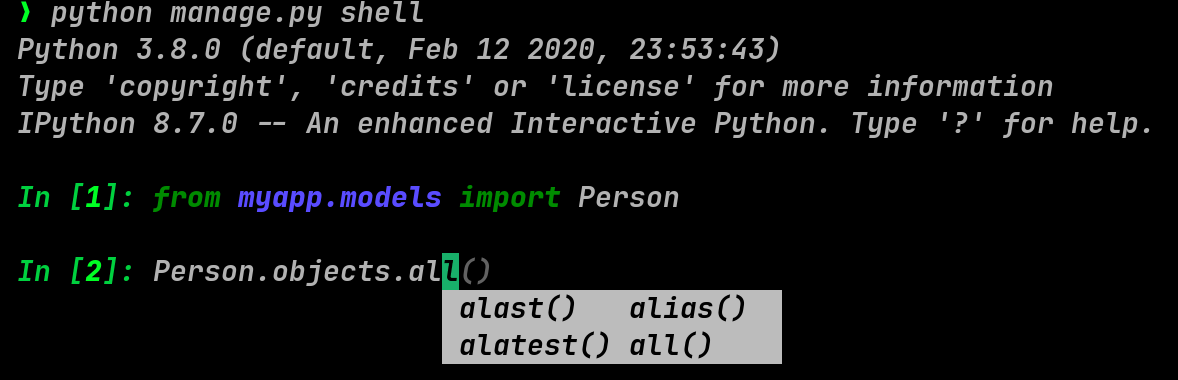 ❯ python manage.py shell
Python 3.8.0 (default, Feb 12 2020, 23:53:43)
Type 'copyright', 'credits' or 'license' for more information
IPython 8.7.0 -- An enhanced Interactive Python. Type '?' for help.
In [1]: from myapp.models import Person
In [2]: Person.objects.all()
alast() alias()
alatest() all()